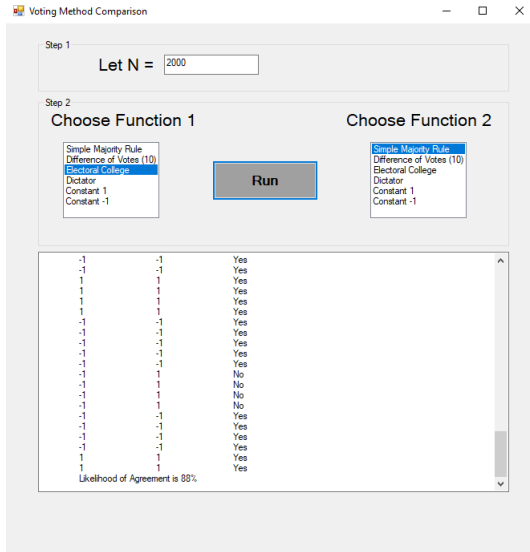 Voting Method Comparison
Step 1
Let N = 2000
Step 2
Choose Function 1
Choose Function 2
Simple Majority Rule
Difference of Votes (10)
Electoral College
Dictator
Constant 1
Constant -1
Run
Simple Majority Rule
Difference of Votes (10)
Electoral College
Dictator
Constant 1
Constant -1
-1 -1 Yes
-1 -1 Yes
1 1 Yes
1 1 Yes
1 1 Yes
1 1 Yes
-1 -1 Yes
-1 -1 Yes
-1 -1 Yes
-1 -1 Yes
-1 -1 Yes
-1 1 No
-1 1 No
-1 1 No
-1 1 No
-1 -1 Yes
-1 -1 Yes
-1 -1 Yes
-1 -1 Yes
1 1 Yes
1 1 Yes
Likelihood of Agreement is 88%